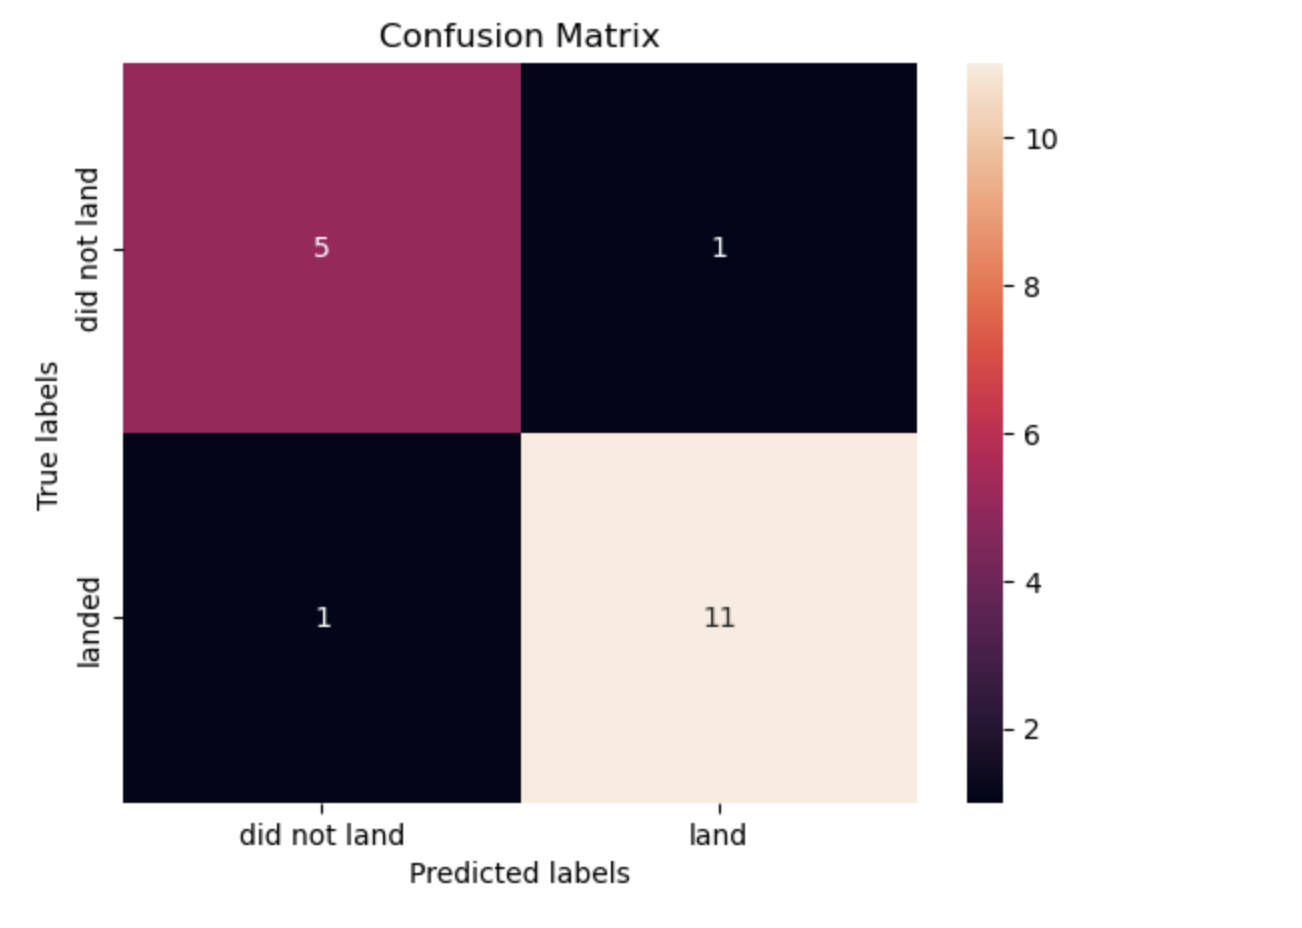 Confusion Matrix
did not land
5
1
10
8
6
4
2
True labels
landed
1
11
did not land
land
Predicted labels